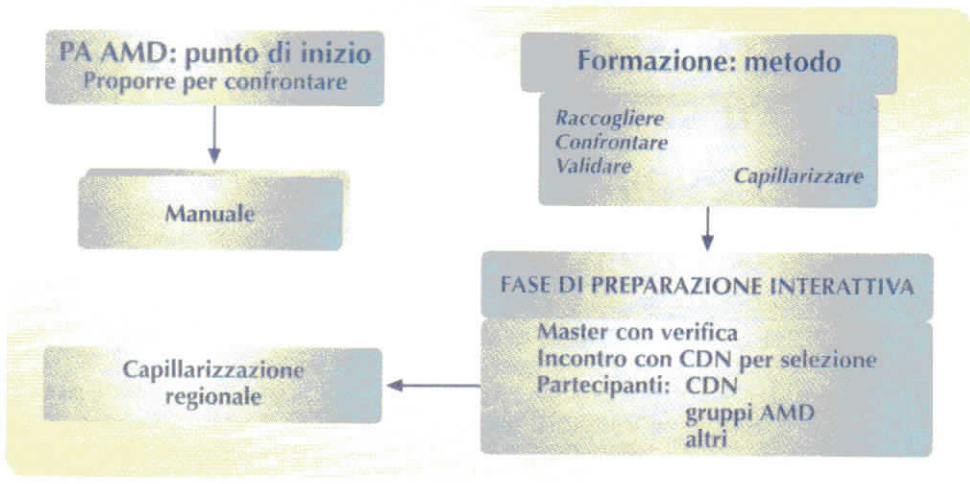 PA AMD: punto di inizio
Proporre per confrontare
Manuale
Formazione: metodo
Raccogliere
Confrontare
Validare
Capillarizzare
FASE DI PREPARAZIONE INTERATTIVA
Master con verifica
Incontro con CDN per selezione
Partecipanti: CDN
gruppi AMD
altri
Capillarizzazione
regionale